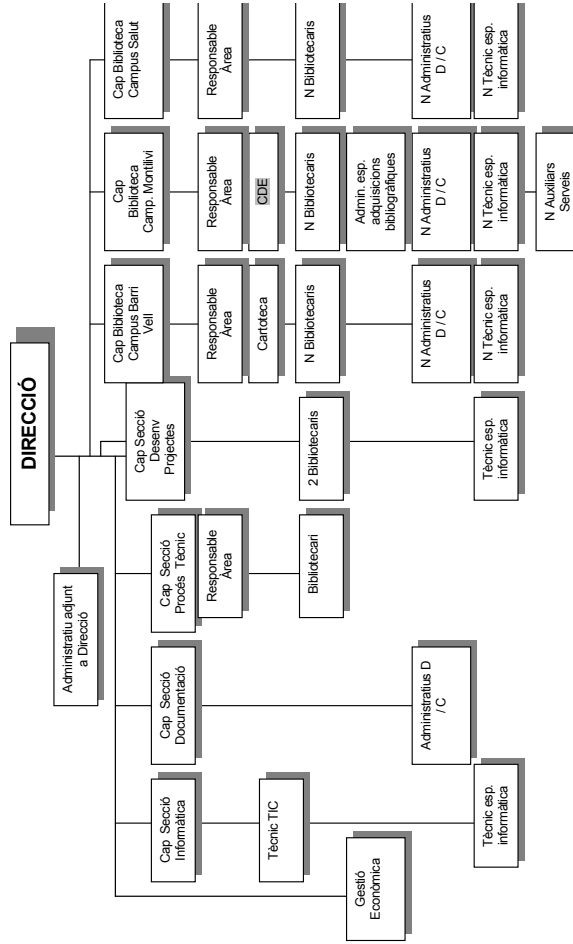 DIRECCIÓ
Administratiu adjunt
a Direcció
Gestió
Econòmica
Cap Secció
Informàtica
Tècnic TIC
Tècnic esp.
informàtica
Cap Secció
Documentació
Administratius D
/ C
Cap Secció
Procés Tècnic
Responsable
Àrea
Bibliotecari
Cap Secció
Desenv
Projectes
2 Bibliotecaris
Tècnic esp.
informàtica
Cap Biblioteca
Campus Barri
Vell
Responsable
Àrea
Cartoteca
N Bibliotecaris
N Administratius
D / C
N Tècnic esp.
informàtica
Cap
Biblioteca
Camp. Montilivi
Responsable
Àrea
CDE
N Bibliotecaris
Admin. esp.
adquisicions
bibliogràfiques
N Administratius
D / C
N Tècnic esp.
informàtica
N Auxiliars
Serveis
Cap Biblioteca
Campus Salut
Responsable
Àrea
N Bibliotecaris
N Administratius
D / C
N Tècnic esp.
informàtica